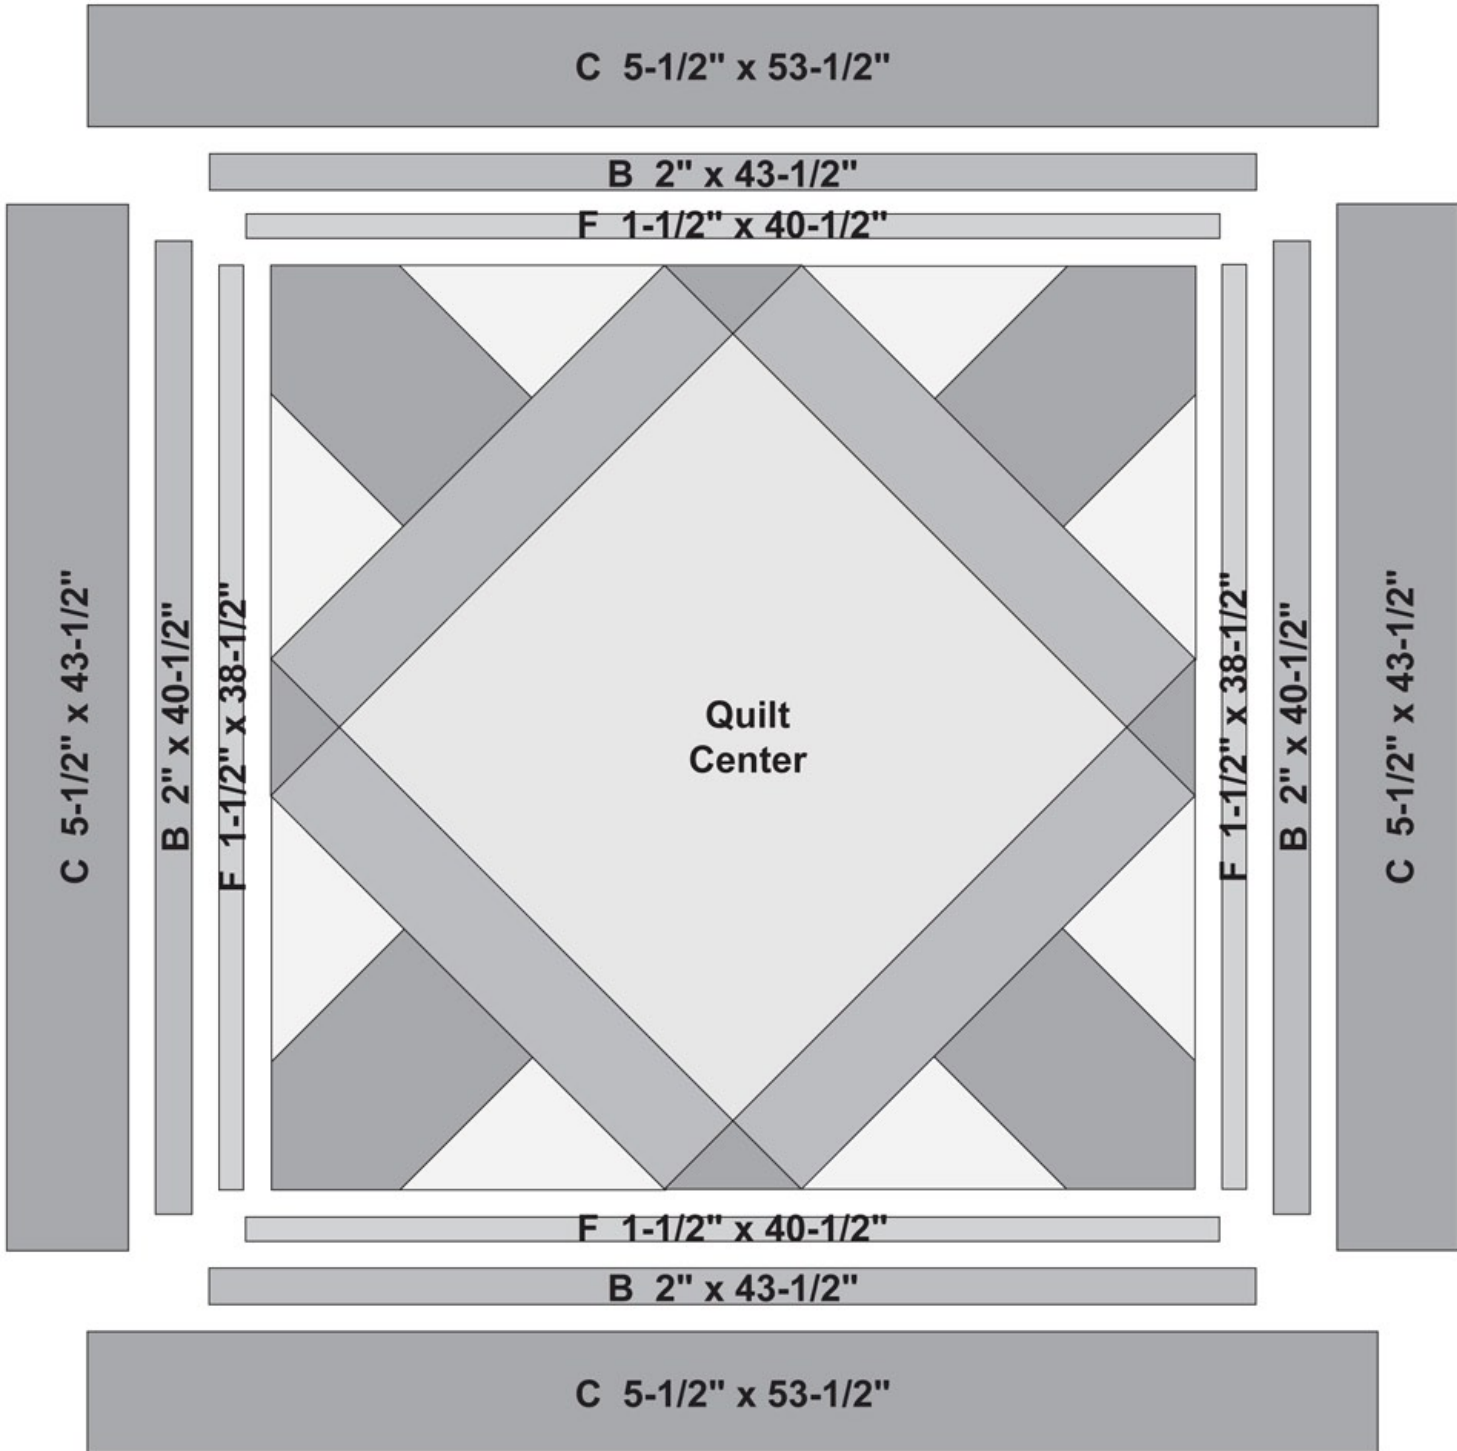 C 5-1/2" x 53-1/2"
B 2" x 43-1/2"
F 1-1/2" x 40-1/2"
C 5-1/2" x 43-1/2"
B 2" x 40-1/2"
F 1-1/2" x 38-1/2"
Quilt
Center
F 1-1/2" x 38-1/2"
B 2" x 40-1/2"
C 5-1/2" x 43-1/2"
F 1-1/2" x 40-1/2"
B 2" x 43-1/2"
C 5-1/2" x 53-1/2"